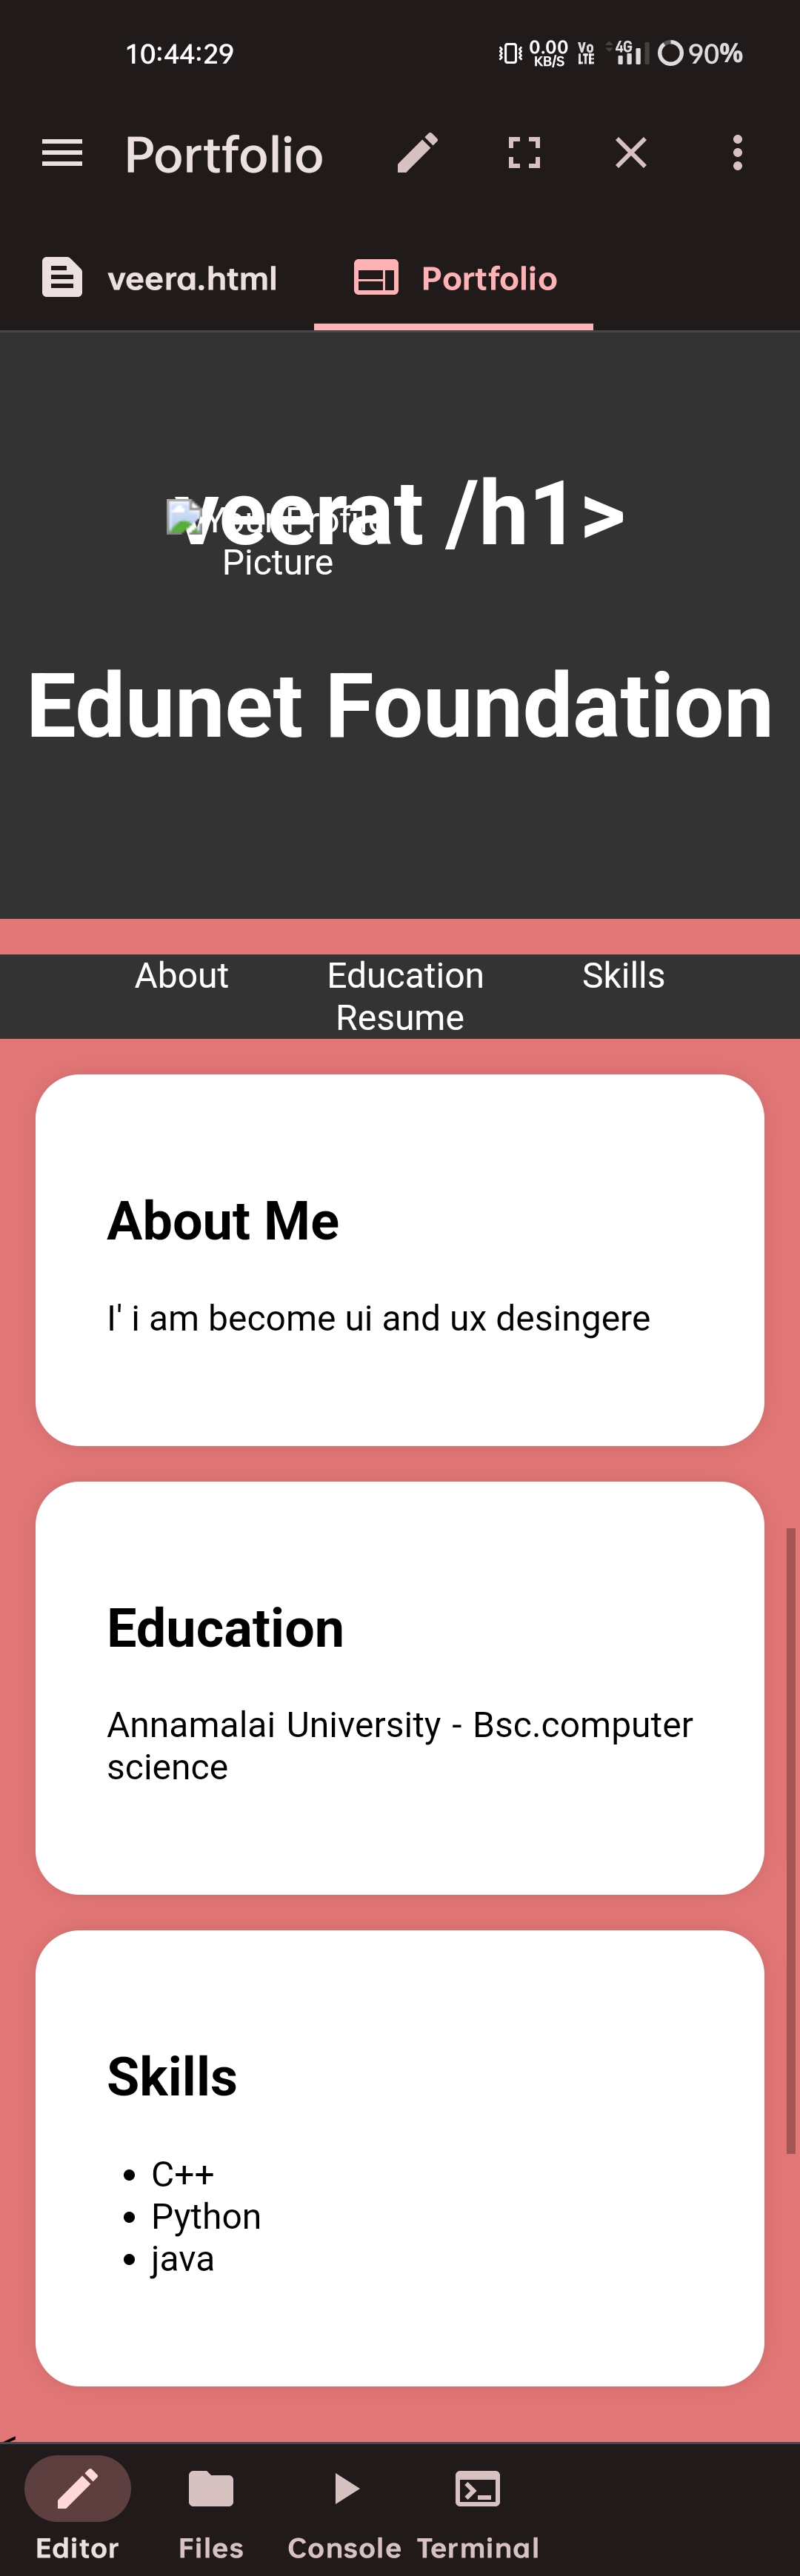 10:44:29 0.00 KB/S Vo LTE 4G 90%
Portfolio
veera.html Portfolio
veerat /h1>
Your Profile
Picture
Edunet Foundation
About Education Skills
Resume
About Me
I' i am become ui and ux desingere
Education
Annamalai University - Bsc.computer
science
Skills
• C++
• Python
• java
Editor Files Console Terminal